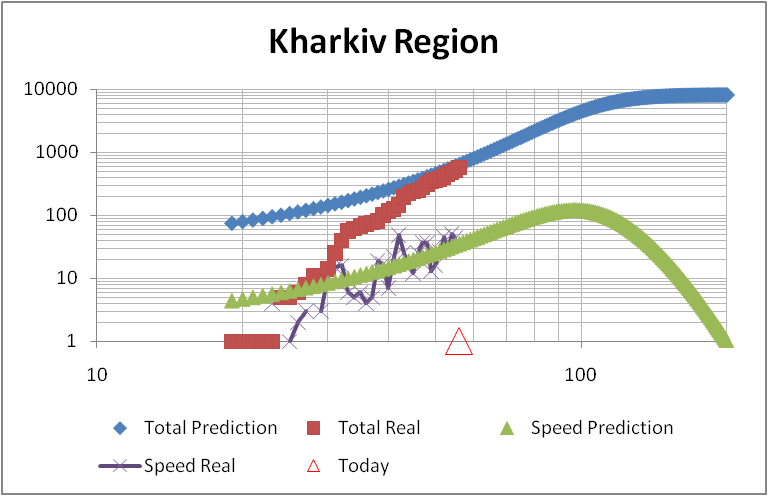 Kharkiv Region
10000
1000
100
10
1
10 100
Total Prediction Total Real Speed Prediction
Speed Real Today